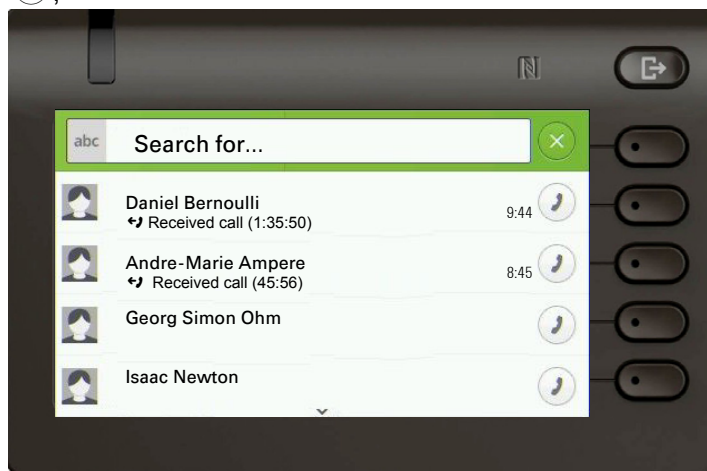 abc Search for...
Daniel Bernoulli
Received call (1:35:50)
9:44
Andre-Marie Ampere
Received call (45:56)
8:45
Georg Simon Ohm
Isaac Newton